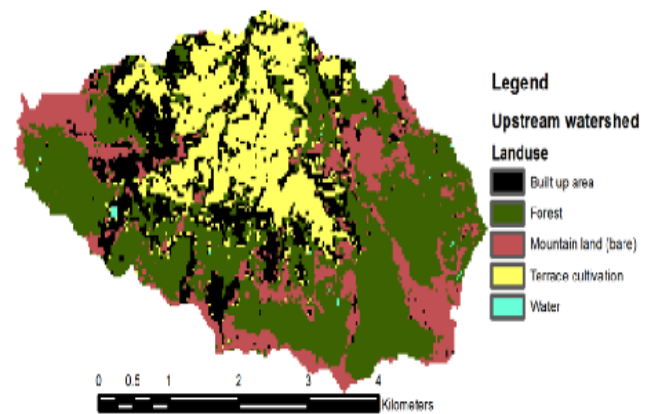 Legend
Upstream watershed
Landuse
Built up area
Forest
Mountain land (bare)
Terrace cultivation
Water
0 0.5 1 2 3 4
Kilometers